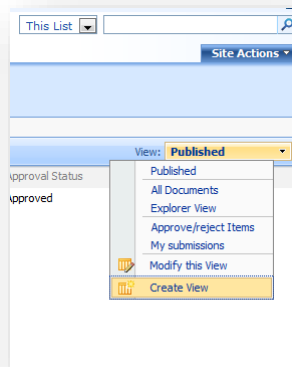 This List
Site Actions
View: Published
Approval Status
Approved
Published
All Documents
Explorer View
Approve/reject Items
My submissions
Modify this View
Create View